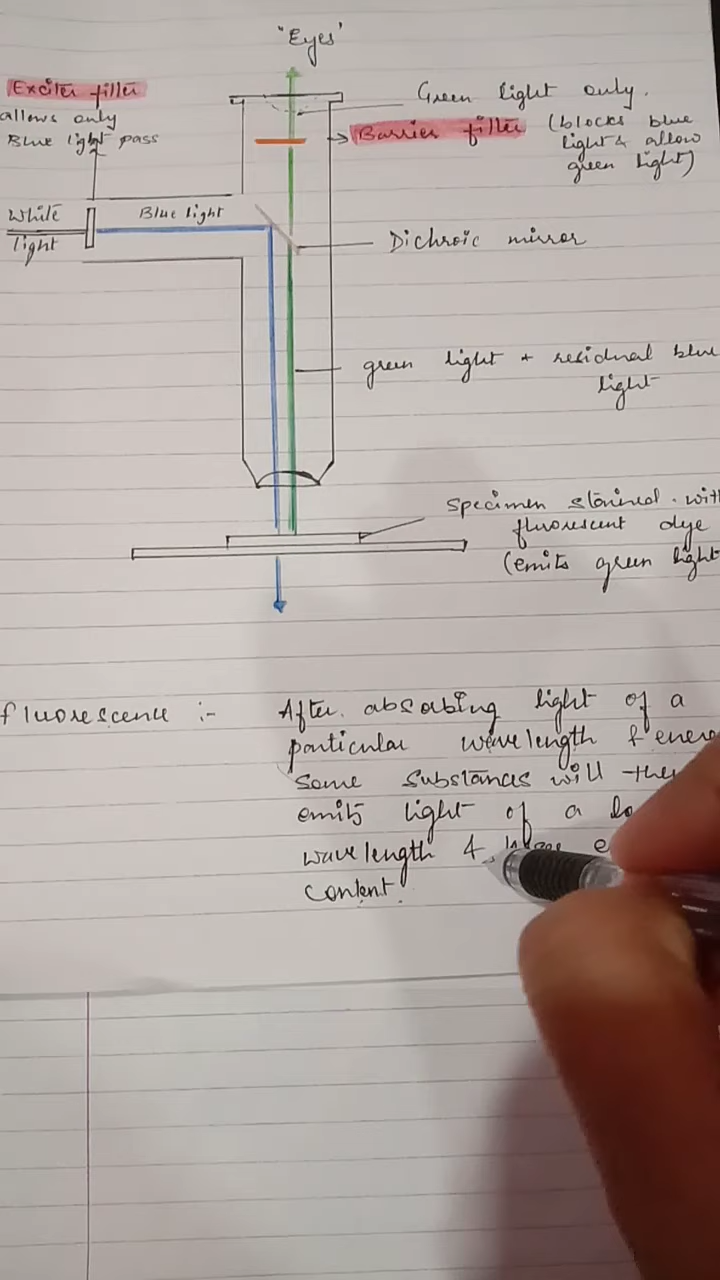 "Eyes"
Exciter filter
allows only
Blue light pass
Green light only.
Barrier filter (blocks blue
light & allow
green light)
White
light
Blue light
Dichroic mirror
green light + residual blue
light
Specimen stained with
fluorescent dye
(emits green light
fluorescence :- After absorbing light of a
particular wavelength &
Some substances will
emits light of a
wavelength &
content.